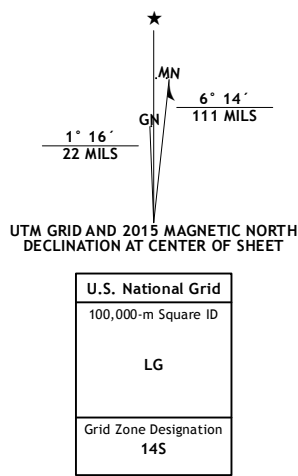 ★
MN
GN
6° 14´
111 MILS
1° 16´
22 MILS
UTM GRID AND 2015 MAGNETIC NORTH
DECLINATION AT CENTER OF SHEET
U.S. National Grid
100,000-m Square ID
LG
Grid Zone Designation
14S